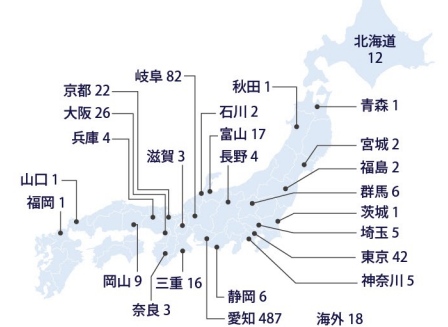 北海道
12
岐阜 82
京都 22
秋田 1
大阪 26
石川 2
青森 1
兵庫 4
富山 17
滋賀 3
長野 4
宮城 2
福島 2
山口 1
群馬 6
福岡 1
茨城 1
埼玉 5
東京 42
岡山 9
三重 16
神奈川 5
奈良 3
静岡 6
愛知 487
海外 18